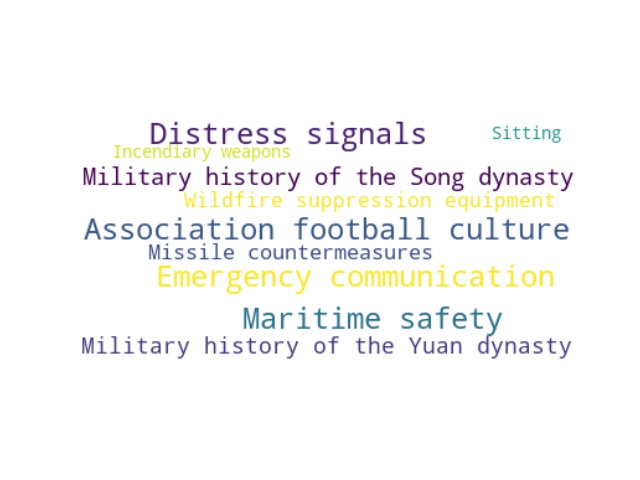 Distress signals
Sitting
Incendiary weapons
Military history of the Song dynasty
Wildfire suppression equipment
Association football culture
Missile countermeasures
Emergency communication
Maritime safety
Military history of the Yuan dynasty